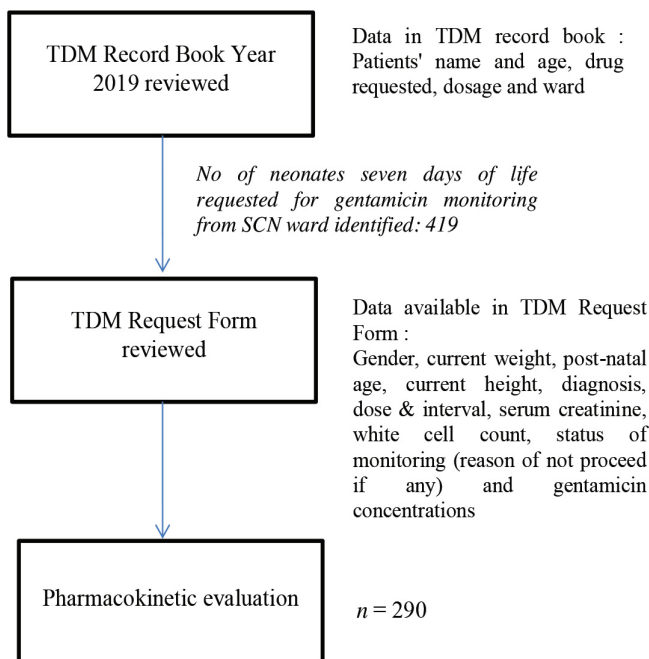 TDM Record Book Year
2019 reviewed
Data in TDM record book :
Patients' name and age, drug
requested, dosage and ward
No of neonates seven days of life
requested for gentamicin monitoring
from SCN ward identified: 419
TDM Request Form
reviewed
Data available in TDM Request
Form :
Gender, current weight, post-natal
age, current height, diagnosis,
dose & interval, serum creatinine,
white cell count, status of
monitoring (reason of not proceed
if any) and gentamicin
concentrations
Pharmacokinetic evaluation
n = 290